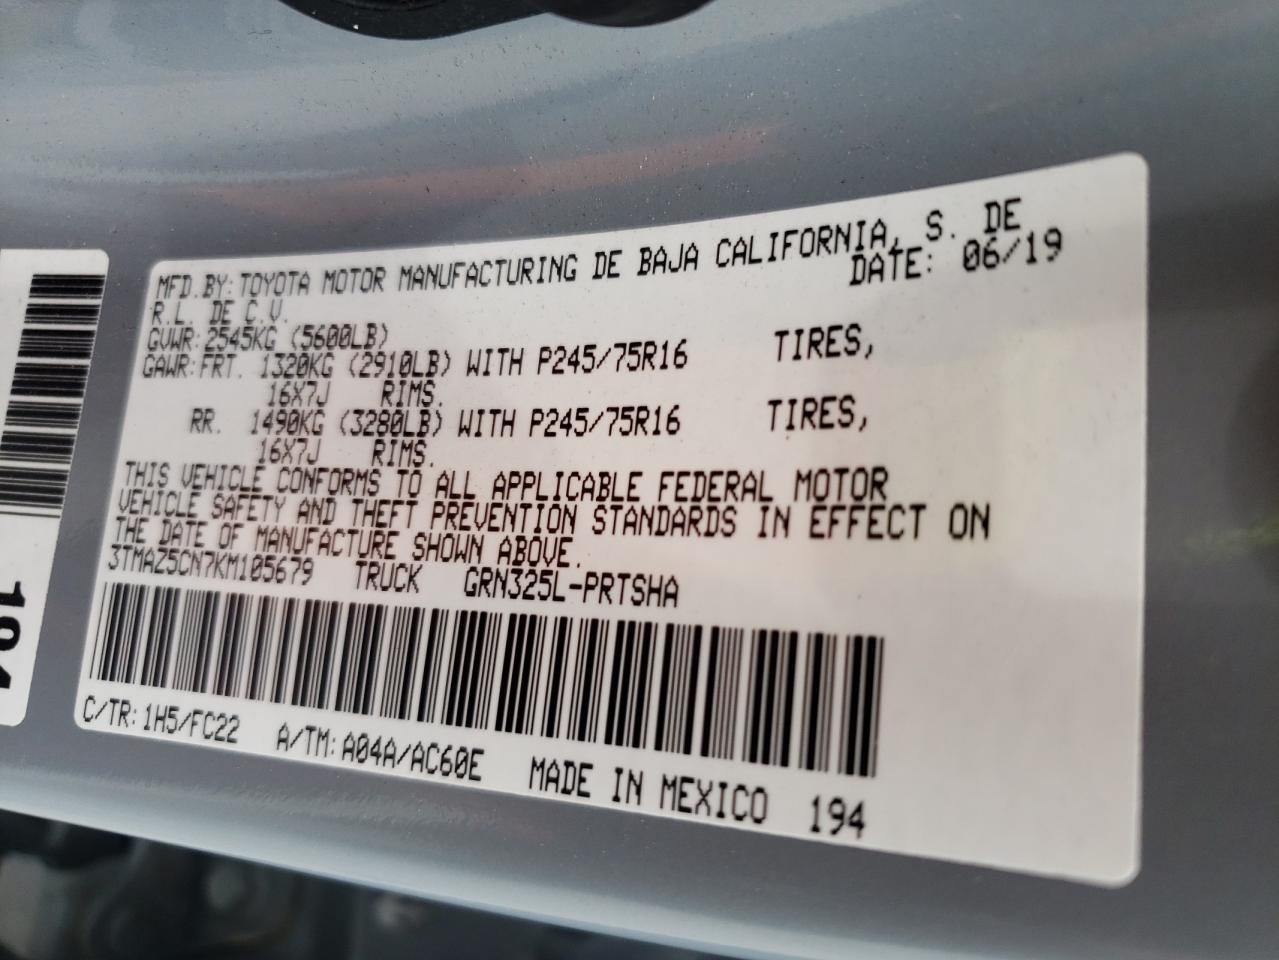 MFD.BY:TOYOTA MOTOR MANUFACTURING DE BAJA CALIFORNIA, S. DE
R.L. DE C.V. DATE: 06/19
GVWR:2545KG (5600LB)
GAWR:FRT. 1320KG (2910LB) WITH P245/75R16 TIRES,
16X7J RIMS.
RR. 1490KG (3280LB) WITH P245/75R16 TIRES,
16X7J RIMS.
THIS VEHICLE CONFORMS TO ALL APPLICABLE FEDERAL MOTOR
VEHICLE SAFETY AND THEFT PREVENTION STANDARDS IN EFFECT ON
THE DATE OF MANUFACTURE SHOWN ABOVE.
3TMAZ5CN7KM105679 TRUCK GRN325L-PRTSHA
C/TR:1H5/FC22 A/TM:A04A/AC60E MADE IN MEXICO 194